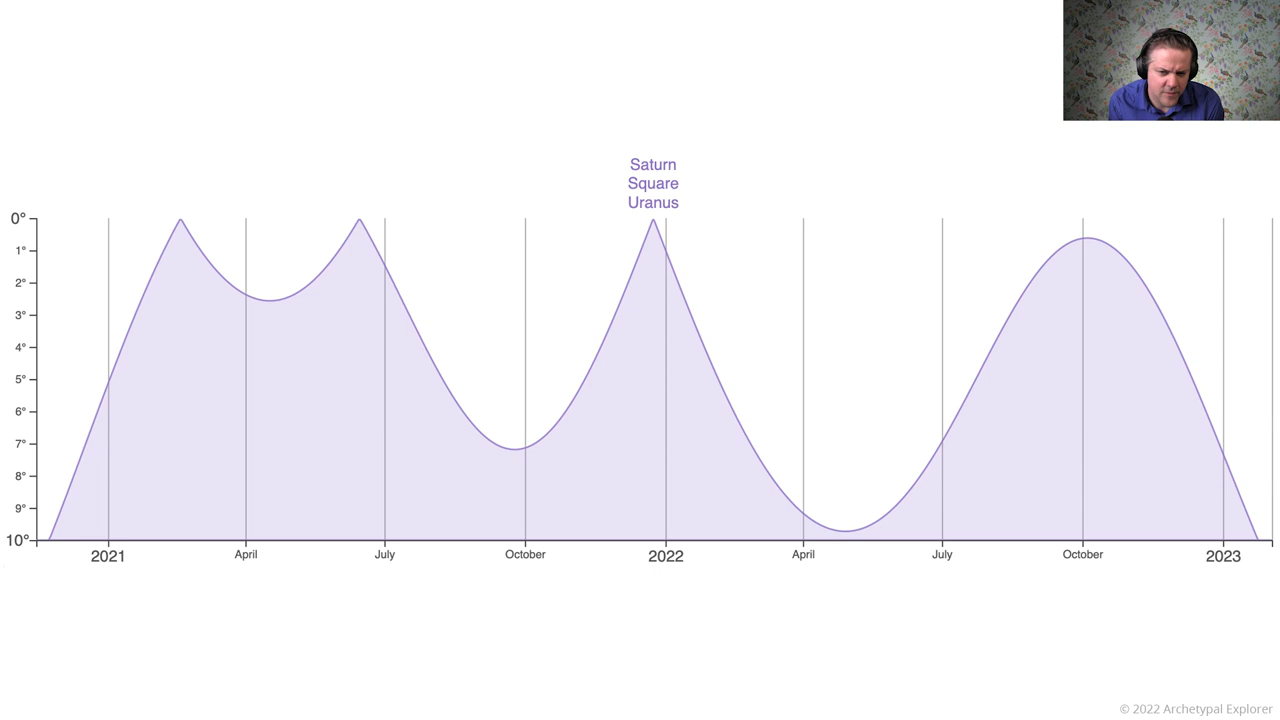 Saturn
Square
Uranus
0°
1°
2°
3°
4°
5°
6°
7°
8°
9°
10°
2021 April July October 2022 April July October 2023
© 2022 Archetypal Explorer